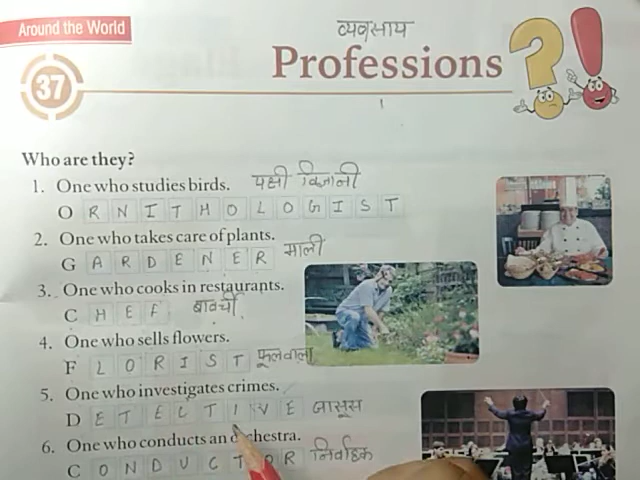 Around the World
व्यवसाय
37
Professions
Who are they?
1. One who studies birds. पक्षी विज्ञानी
O R N I T H O L O G I S T
2. One who takes care of plants. माली
G A R D E N E R
3. One who cooks in restaurants.
C H E F बावर्ची
4. One who sells flowers.
F L O R I S T फूलवाला
5. One who investigates crimes.
D E T E C T I V E जासूस
6. One who conducts an orchestra.
C O N D U C T O R निर्वाहक